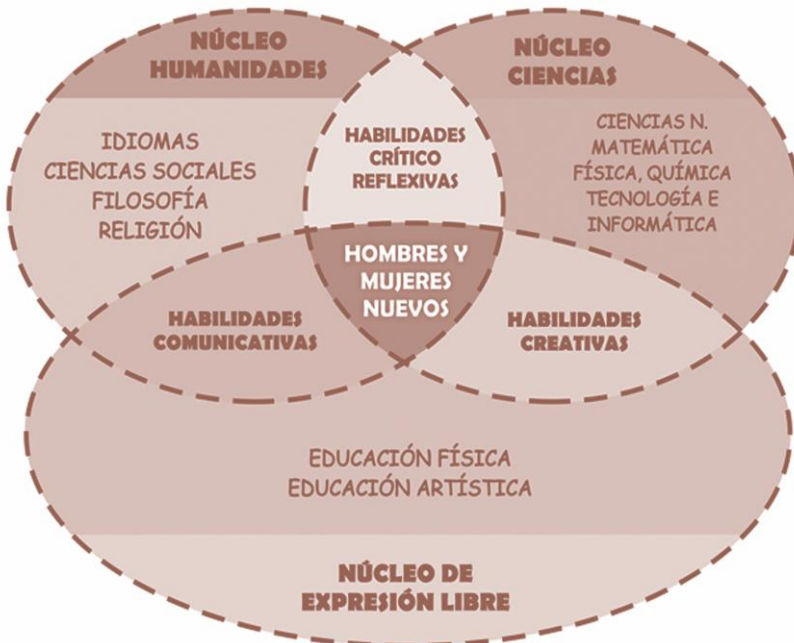 NÚCLEO
HUMANIDADES
NÚCLEO
CIENCIAS
IDIOMAS
CIENCIAS SOCIALES
FILOSOFÍA
RELIGIÓN
HABILIDADES
CRÍTICO
REFLEXIVAS
CIENCIAS N.
MATEMÁTICA
FÍSICA, QUÍMICA
TECNOLOGÍA E
INFORMÁTICA
HOMBRES Y
MUJERES
NUEVOS
HABILIDADES
COMUNICATIVAS
HABILIDADES
CREATIVAS
EDUCACIÓN FÍSICA
EDUCACIÓN ARTÍSTICA
NÚCLEO DE
EXPRESIÓN LIBRE